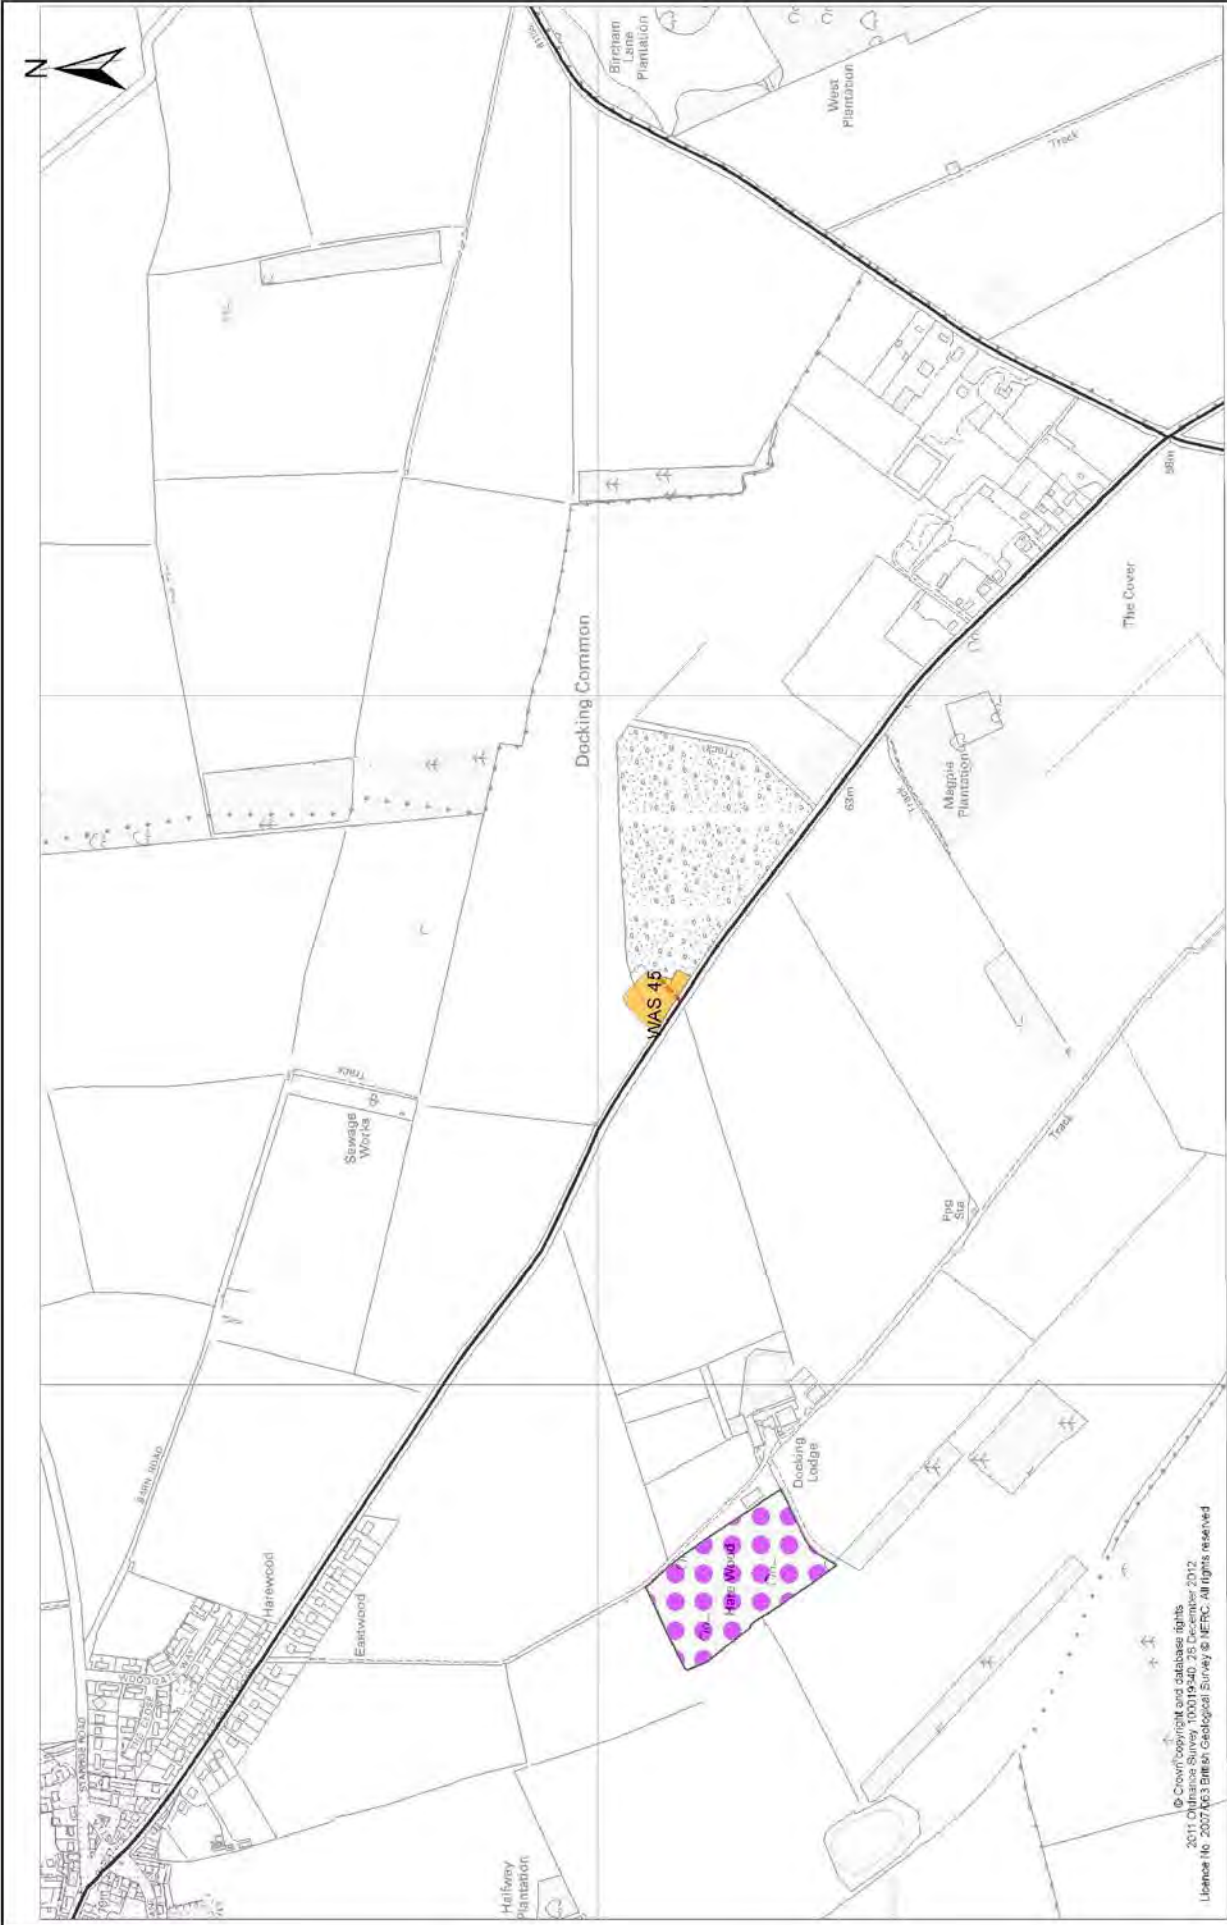 N
Bircham
Lane
Plantation
West
Plantation
Track
Docking Common
58m
The Cover
Track
63m
Track
Magpie
Plantation
WAS 45
Track
Sewage
Works
Track
Ppg
Sta
BARN ROAD
Docking
Lodge
Hare Wood
Harewood
Eastwood
STANHOE ROAD
THE CLOSE
Halfway
Plantation
© Crown copyright and database rights
2011 Ordnance Survey 100019340, 28 December 2012
Licence No. 2007/063 British Geological Survey © NERC. All rights reserved